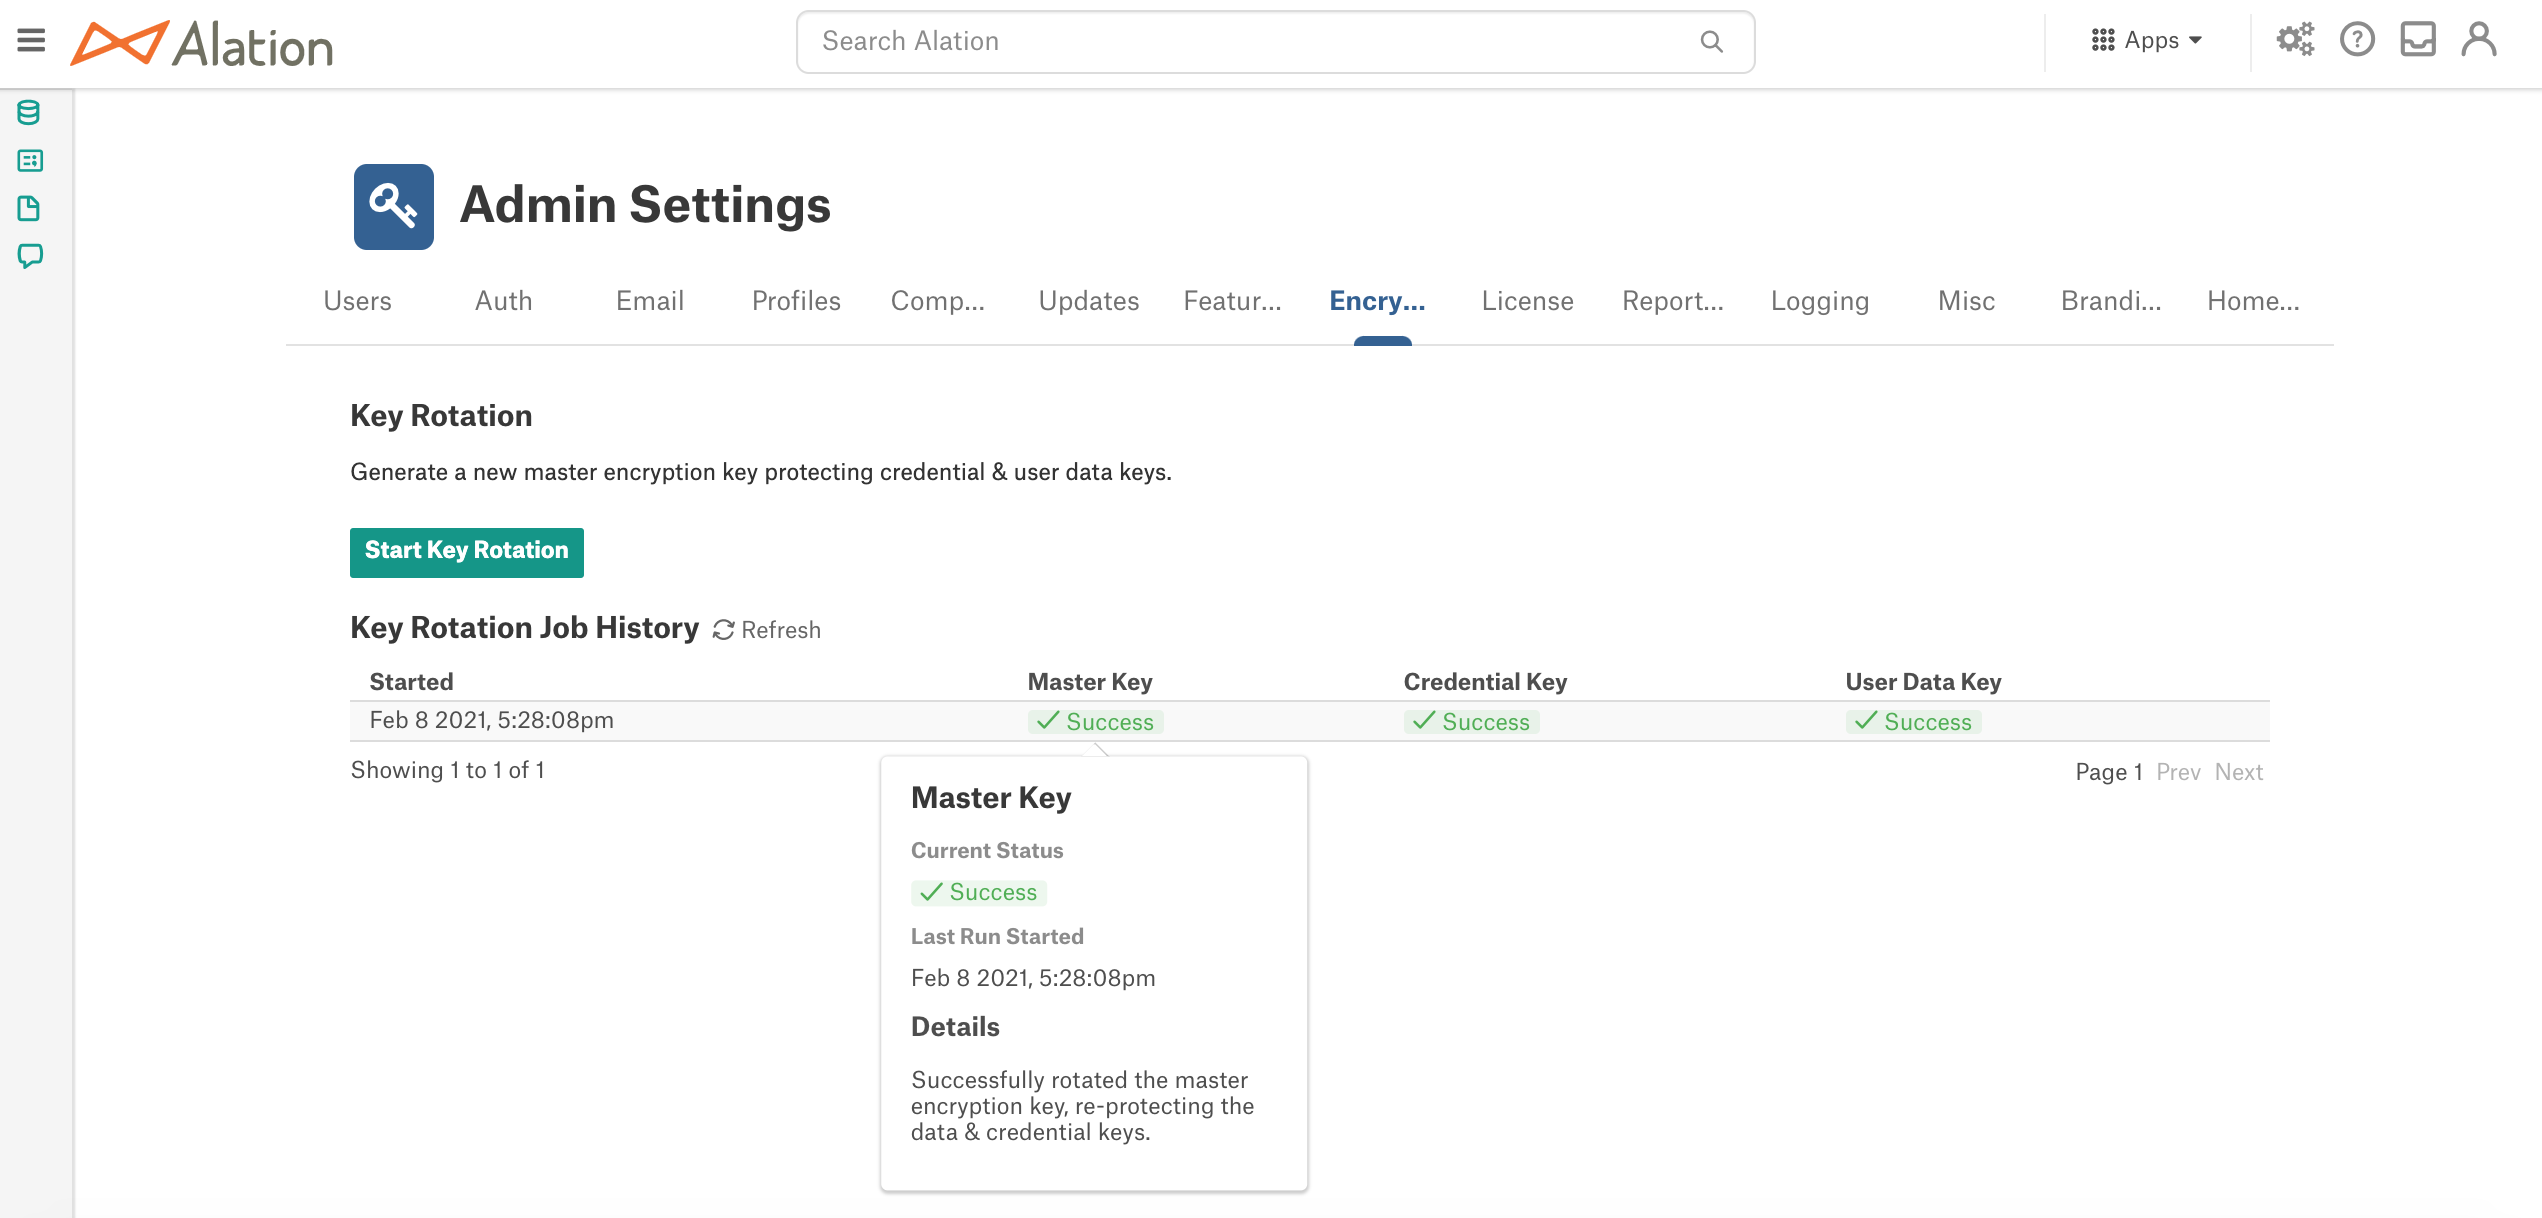 Alation
Search Alation
Apps
Admin Settings
Users Auth Email Profiles Comp... Updates Featur... Encry... License Report... Logging Misc Brandi... Home...
Key Rotation
Generate a new master encryption key protecting credential & user data keys.
Start Key Rotation
Key Rotation Job History Refresh
Started Master Key Credential Key User Data Key
Feb 8 2021, 5:28:08pm Success Success Success
Showing 1 to 1 of 1 Page 1 Prev Next
Master Key
Current Status
Success
Last Run Started
Feb 8 2021, 5:28:08pm
Details
Successfully rotated the master
encryption key, re-protecting the
data & credential keys.